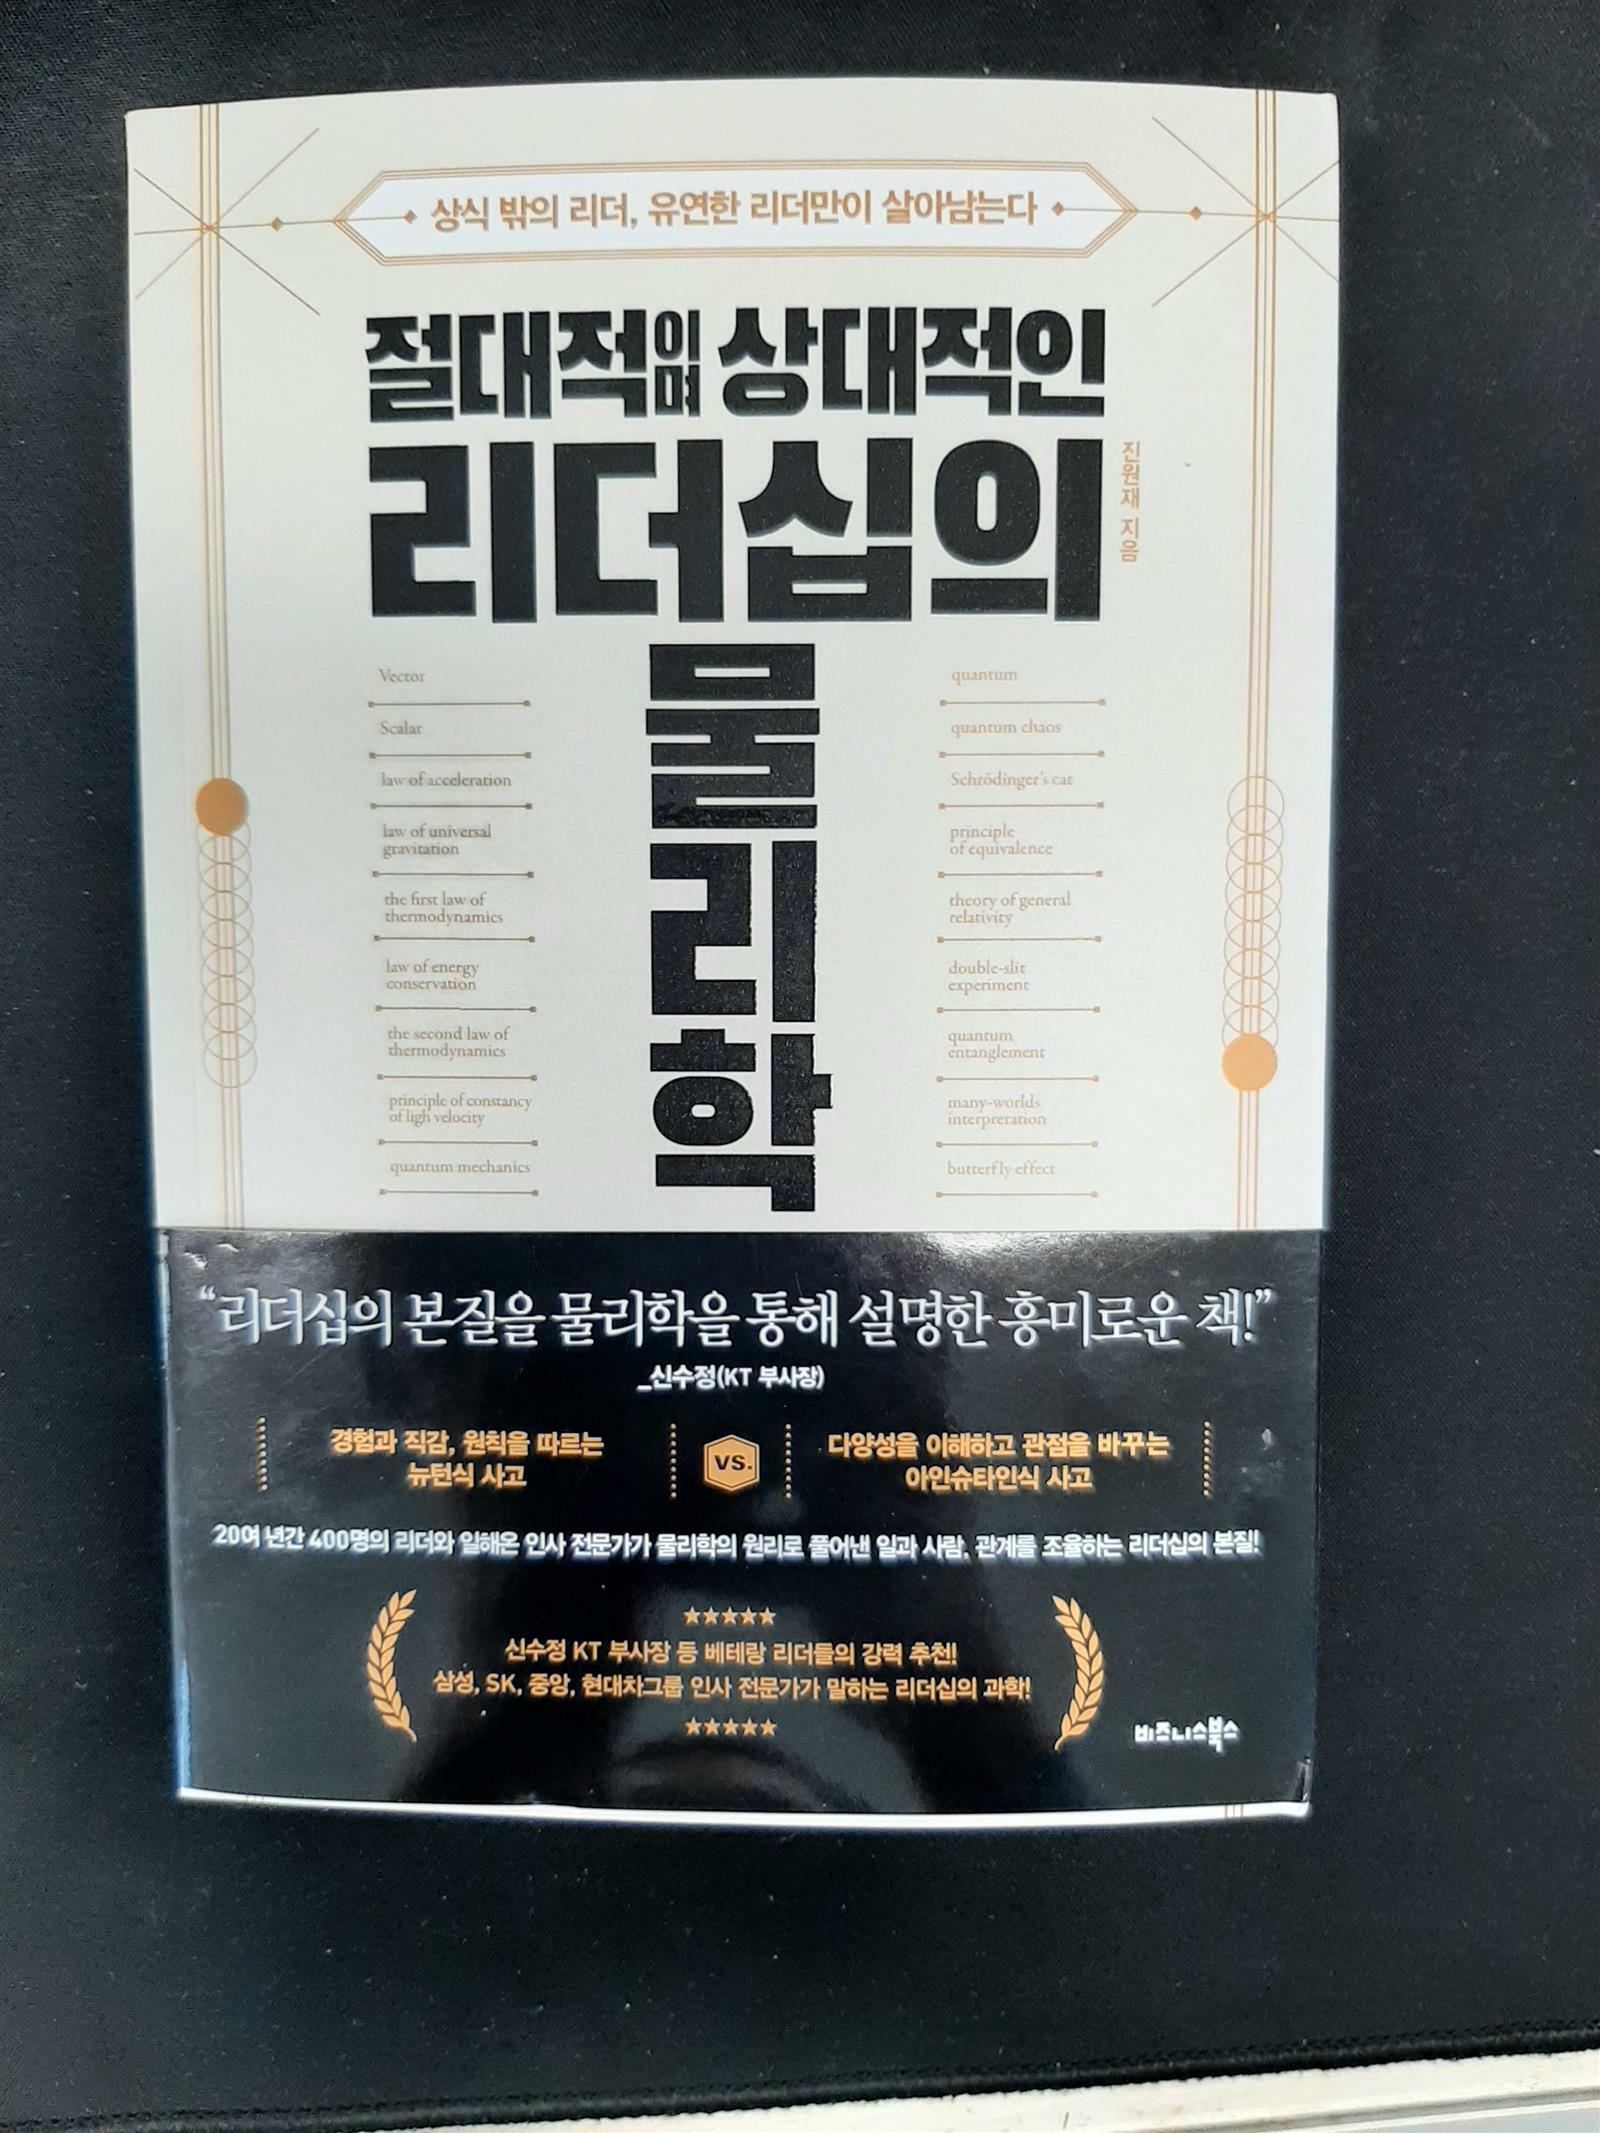 상식 밖의 리더, 유연한 리더만이 살아남는다
절대적이며 상대적인
리더십의
물리학
진원재 지음
Vector
Scalar
law of acceleration
law of universal
gravitation
the first law of
thermodynamics
law of energy
conservation
the second law of
thermodynamics
principle of constancy
of ligh velocity
quantum mechanics
quantum
quantum chaos
Schrödinger's cat
principle
of equivalence
theory of general
relativity
double-slit
experiment
quantum
entanglement
many-worlds
interpretation
butterfly effect
“리더십의 본질을 물리학을 통해 설명한 흥미로운 책!”
_신수정(KT 부사장)
경험과 직감, 원칙을 따르는
뉴턴식 사고
vs.
다양성을 이해하고 관점을 바꾸는
아인슈타인식 사고
20여 년간 400명의 리더와 일해온 인사 전문가가 물리학의 원리로 풀어낸 일과 사람, 관계를 조율하는 리더십의 본질!
★★★★★
신수정 KT 부사장 등 베테랑 리더들의 강력 추천!
삼성, SK, 중앙, 현대차그룹 인사 전문가가 말하는 리더십의 과학!
★★★★★
비즈니스북스